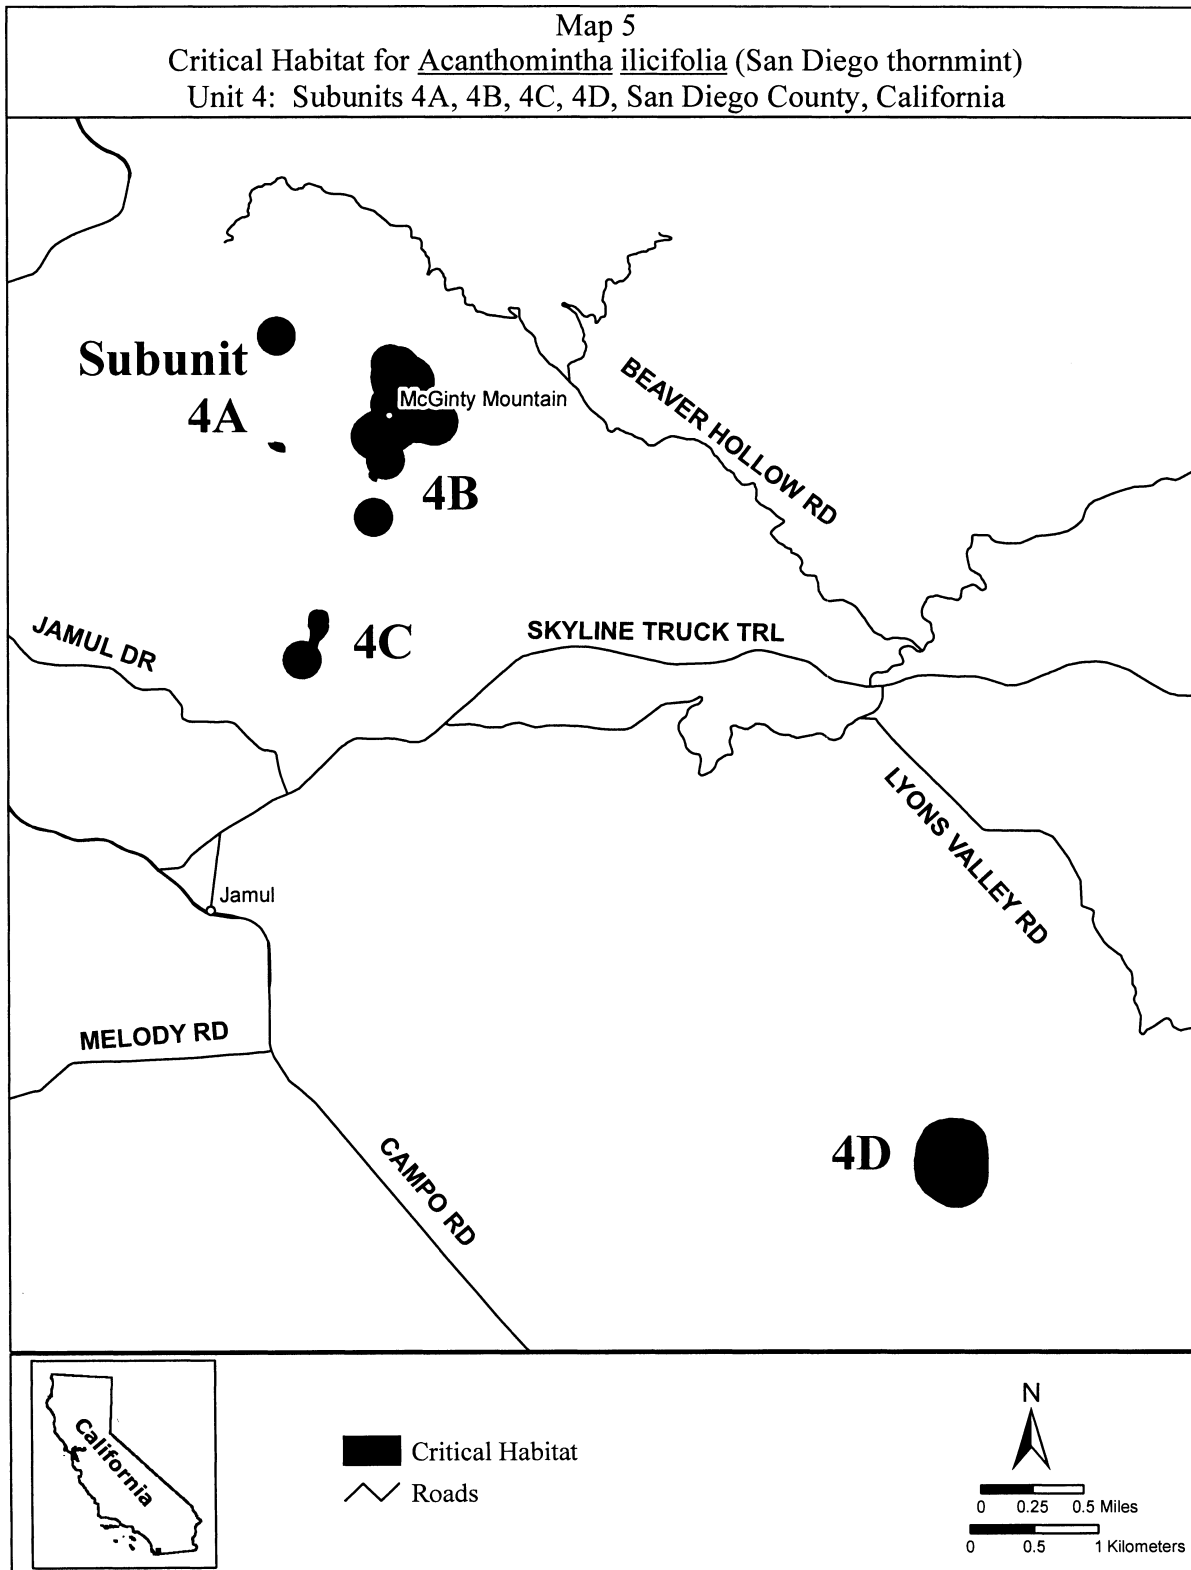 Map 5
Critical Habitat for Acanthomintha ilicifolia (San Diego thornmint)
Unit 4: Subunits 4A, 4B, 4C, 4D, San Diego County, California
Subunit
4A
McGinty Mountain
4B
BEAVER HOLLOW RD
JAMUL DR
4C
SKYLINE TRUCK TRL
LYONS VALLEY RD
Jamul
MELODY RD
CAMPO RD
4D
California
Critical Habitat
Roads
N
0 0.25 0.5 Miles
0 0.5 1 Kilometers